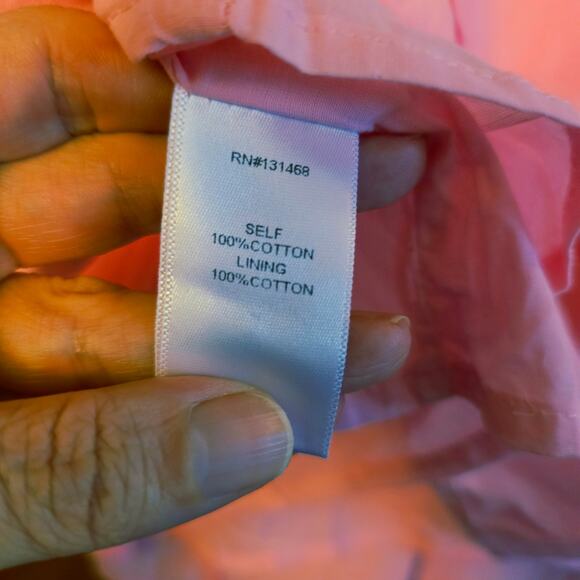 RN#131468
SELF
100%COTTON
LINING
100%COTTON